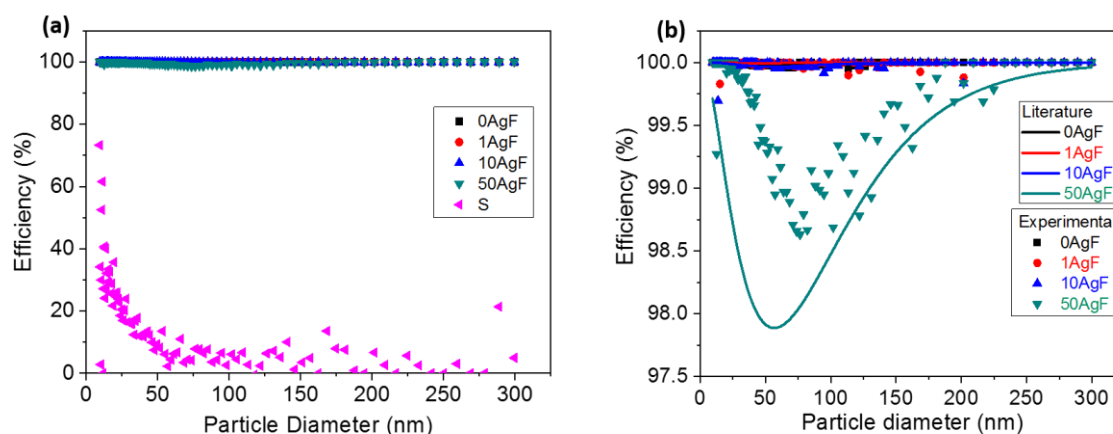 (a)
100
80
60
40
20
0
Efficiency (%)
0AgF
1AgF
10AgF
50AgF
S
0 50 100 150 200 250 300
Particle Diameter (nm)
(b)
100.0
99.5
99.0
98.5
98.0
97.5
Efficiency (%)
Literature
0AgF
1AgF
10AgF
50AgF
Experimenta
0AgF
1AgF
10AgF
50AgF
0 50 100 150 200 250 300
Particle diameter (nm)